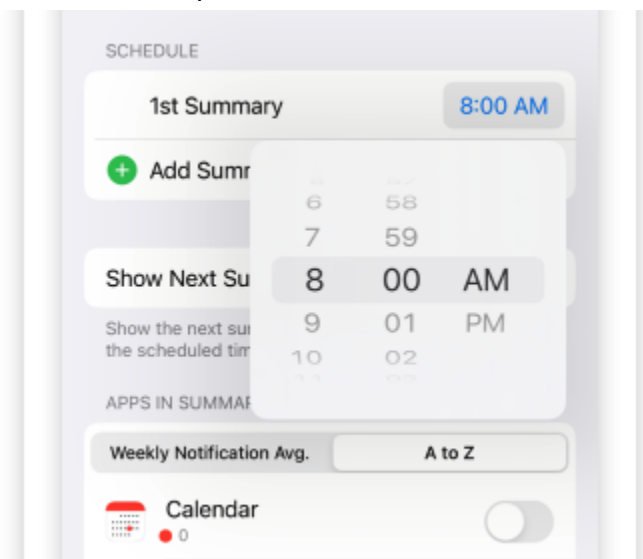 SCHEDULE
1st Summary 8:00 AM
Add Summ
6 58
7 59
Show Next Su 8 00 AM
Show the next sum 9 01 PM
the scheduled tim 10 02
APPS IN SUMMAR
Weekly Notification Avg. A to Z
Calendar
0